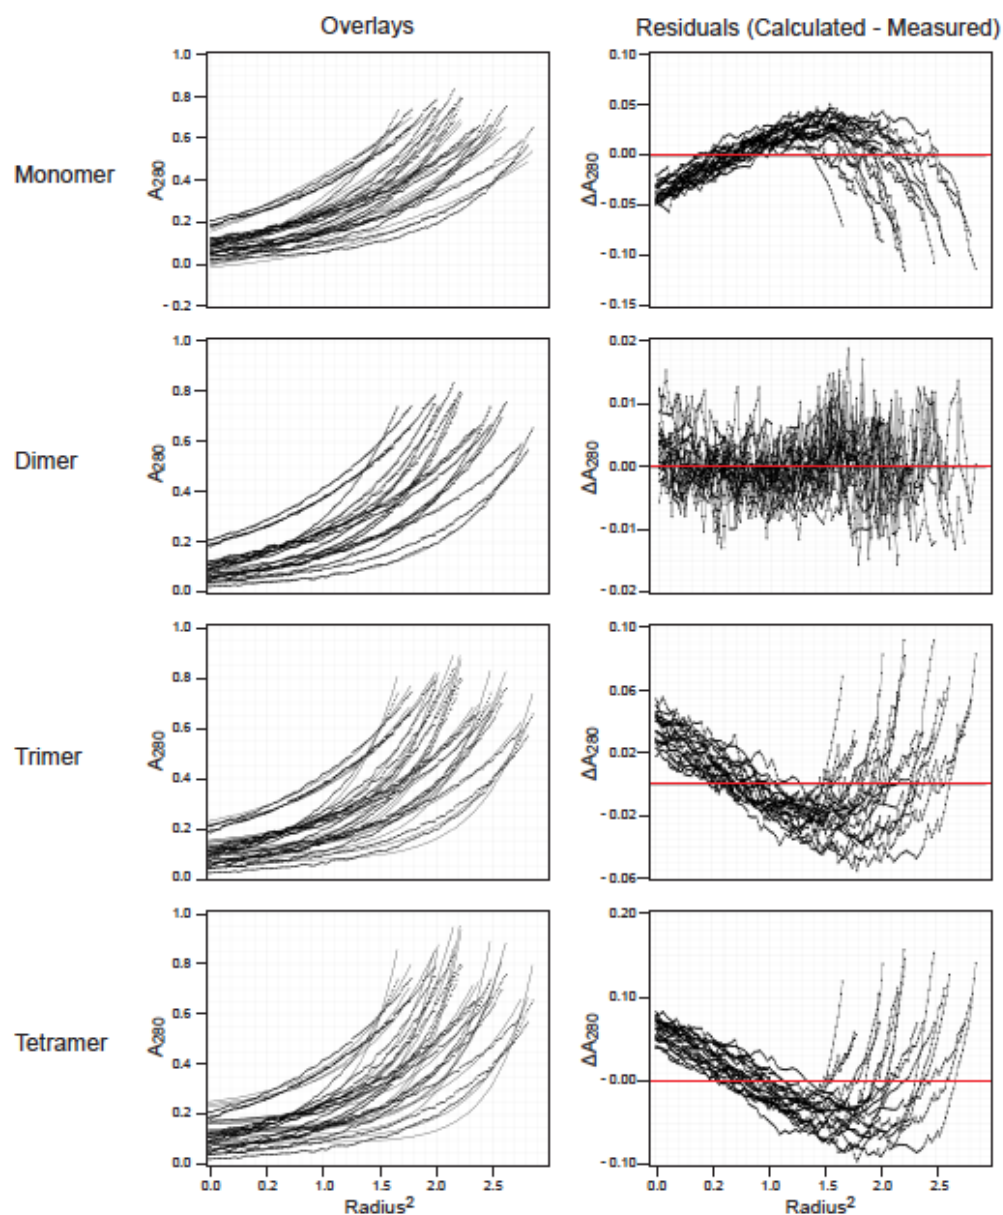 Overlays
Residuals (Calculated - Measured)
Monomer
A280
1.0
0.8
0.6
0.4
0.2
0.0
- 0.2
ΔA280
0.10
0.05
0.00
- 0.05
- 0.10
- 0.15
Dimer
A280
1.0
0.8
0.6
0.4
0.2
0.0
ΔA280
0.02
0.01
0.00
- 0.01
- 0.02
Trimer
A280
1.0
0.8
0.6
0.4
0.2
0.0
ΔA280
0.10
0.06
0.02
- 0.02
- 0.06
Tetramer
A280
1.0
0.8
0.6
0.4
0.2
0.0
0.0 0.2 1.0 1.5 2.0 2.5
Radius2
ΔA280
0.20
0.10
- 0.00
- 0.10
0.0 0.5 1.0 1.5 2.0 2.5
Radius2